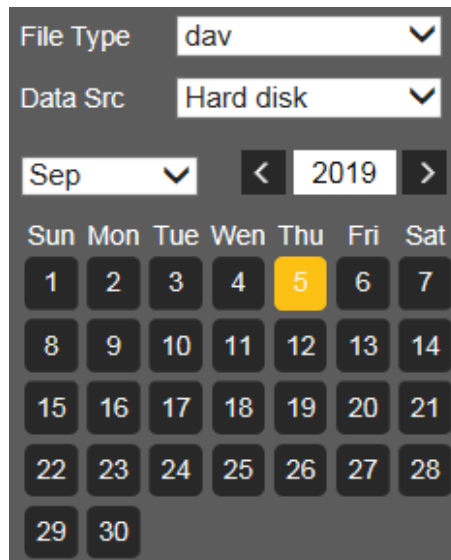 File Type dav
Data Src Hard disk
Sep < 2019 >
Sun Mon Tue Wen Thu Fri Sat
1 2 3 4 5 6 7
8 9 10 11 12 13 14
15 16 17 18 19 20 21
22 23 24 25 26 27 28
29 30